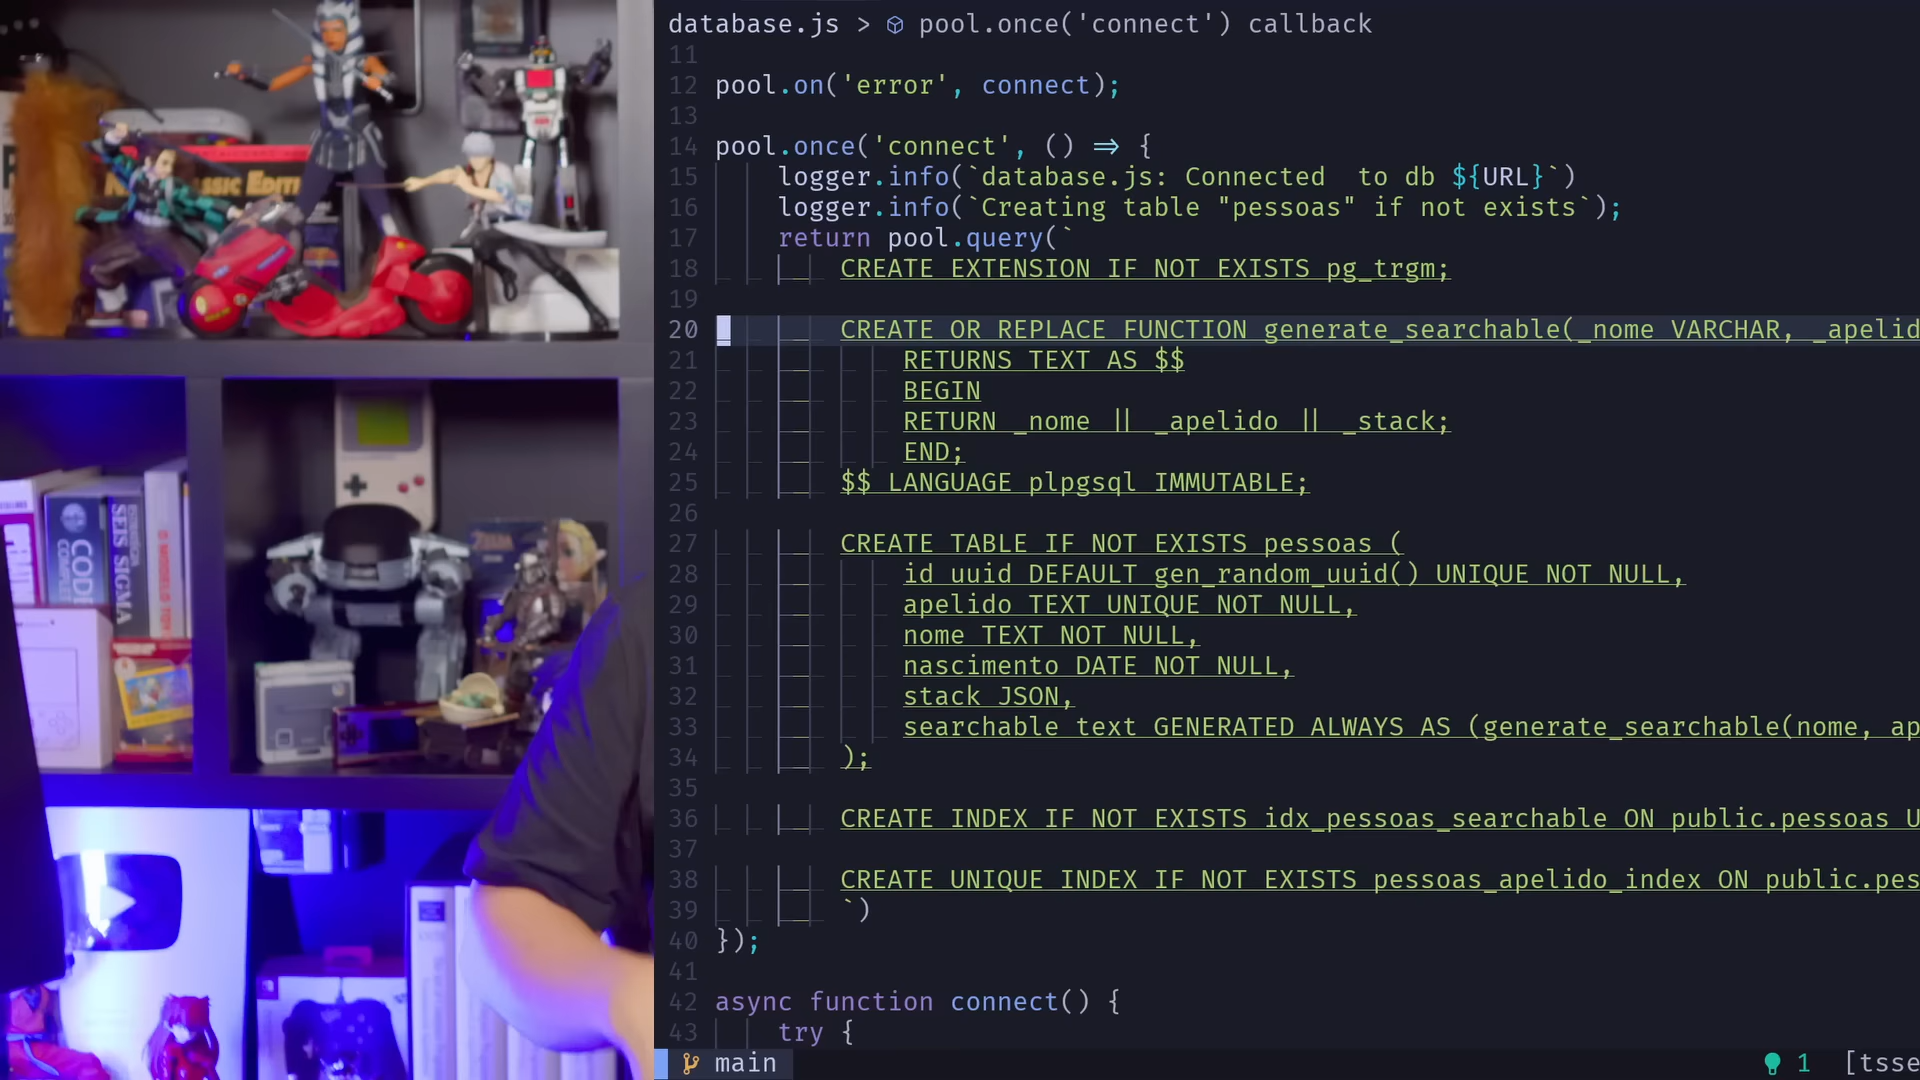 database.js > pool.once('connect') callback
11
12 pool.on('error', connect);
13
14 pool.once('connect', () => {
15 logger.info(`database.js: Connected  to db ${URL}`)
16 logger.info(`Creating table "pessoas" if not exists`);
17 return pool.query(`
18 CREATE EXTENSION IF NOT EXISTS pg_trgm;
19
20 CREATE OR REPLACE FUNCTION generate_searchable(_nome VARCHAR, _apelid
21 RETURNS TEXT AS $$
22 BEGIN
23 RETURN _nome || _apelido || _stack;
24 END;
25 $$ LANGUAGE plpgsql IMMUTABLE;
26
27 CREATE TABLE IF NOT EXISTS pessoas (
28 id uuid DEFAULT gen_random_uuid() UNIQUE NOT NULL,
29 apelido TEXT UNIQUE NOT NULL,
30 nome TEXT NOT NULL,
31 nascimento DATE NOT NULL,
32 stack JSON,
33 searchable text GENERATED ALWAYS AS (generate_searchable(nome, ap
34 );
35
36 CREATE INDEX IF NOT EXISTS idx_pessoas_searchable ON public.pessoas U
37
38 CREATE UNIQUE INDEX IF NOT EXISTS pessoas_apelido_index ON public.pes
39 `)
40 });
41
42 async function connect() {
43 try {
main
1 [tsse
SEIS SIGMA
CODE